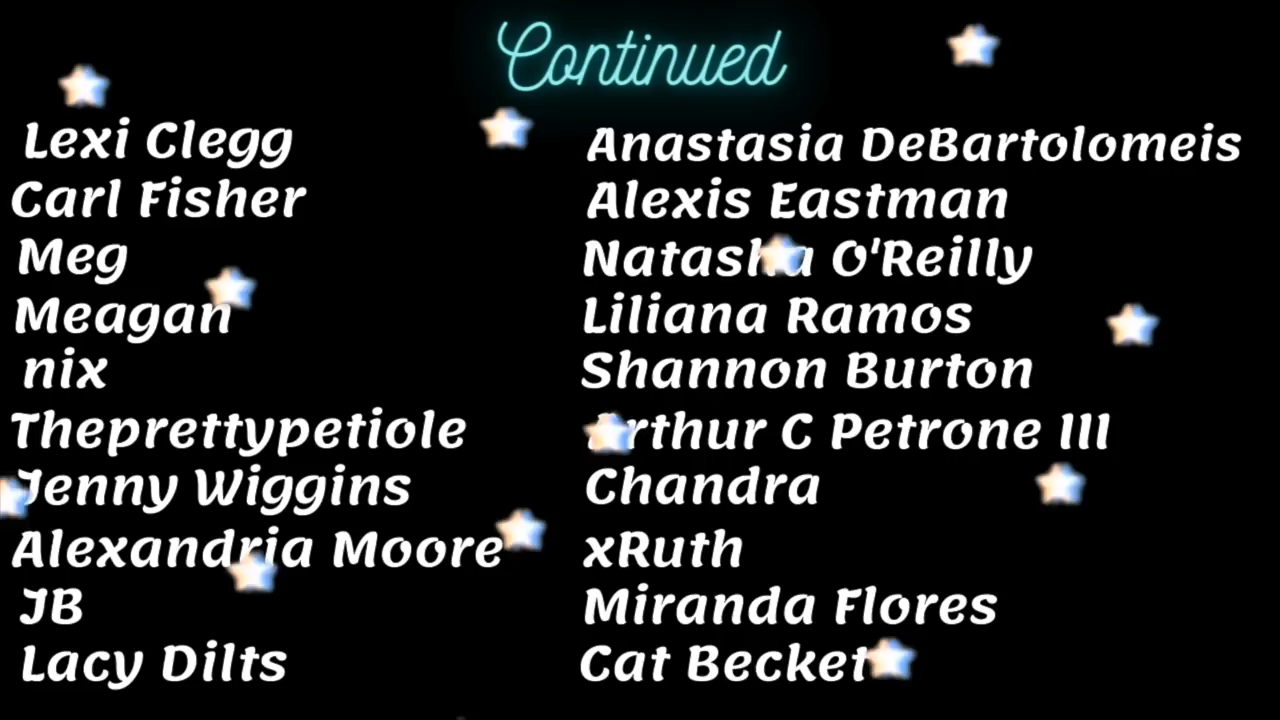 Continued
Lexi Clegg
Carl Fisher
Meg
Meagan
nix
Theprettypetiole
Jenny Wiggins
Alexandria Moore
JB
Lacy Dilts
Anastasia DeBartolomeis
Alexis Eastman
Natasha O'Reilly
Liliana Ramos
Shannon Burton
Arthur C Petrone III
Chandra
xRuth
Miranda Flores
Cat